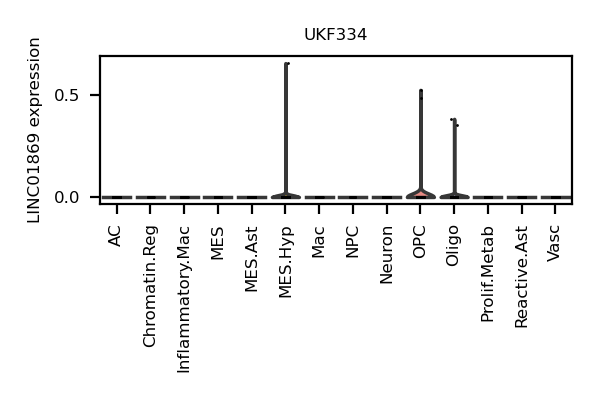 UKF334
LINC01869 expression
0.5
0.0
AC
Chromatin.Reg
Inflammatory.Mac
MES
MES.Ast
MES.Hyp
Mac
NPC
Neuron
OPC
Oligo
Prolif.Metab
Reactive.Ast
Vasc